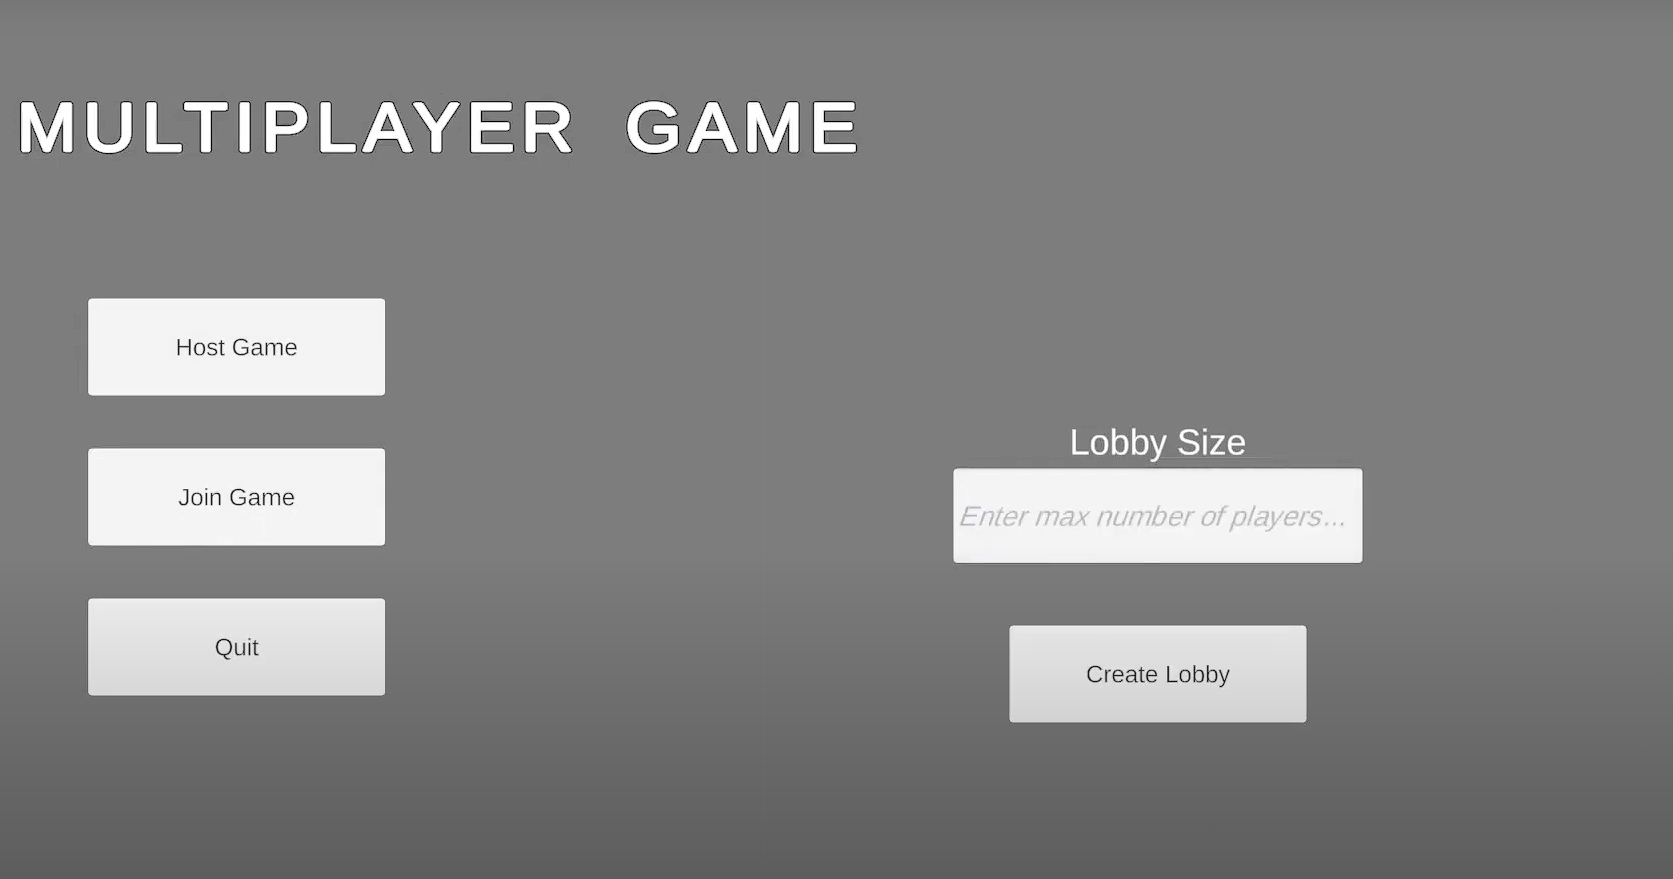 MULTIPLAYER GAME
Host Game
Join Game
Quit
Lobby Size
Enter max number of players...
Create Lobby